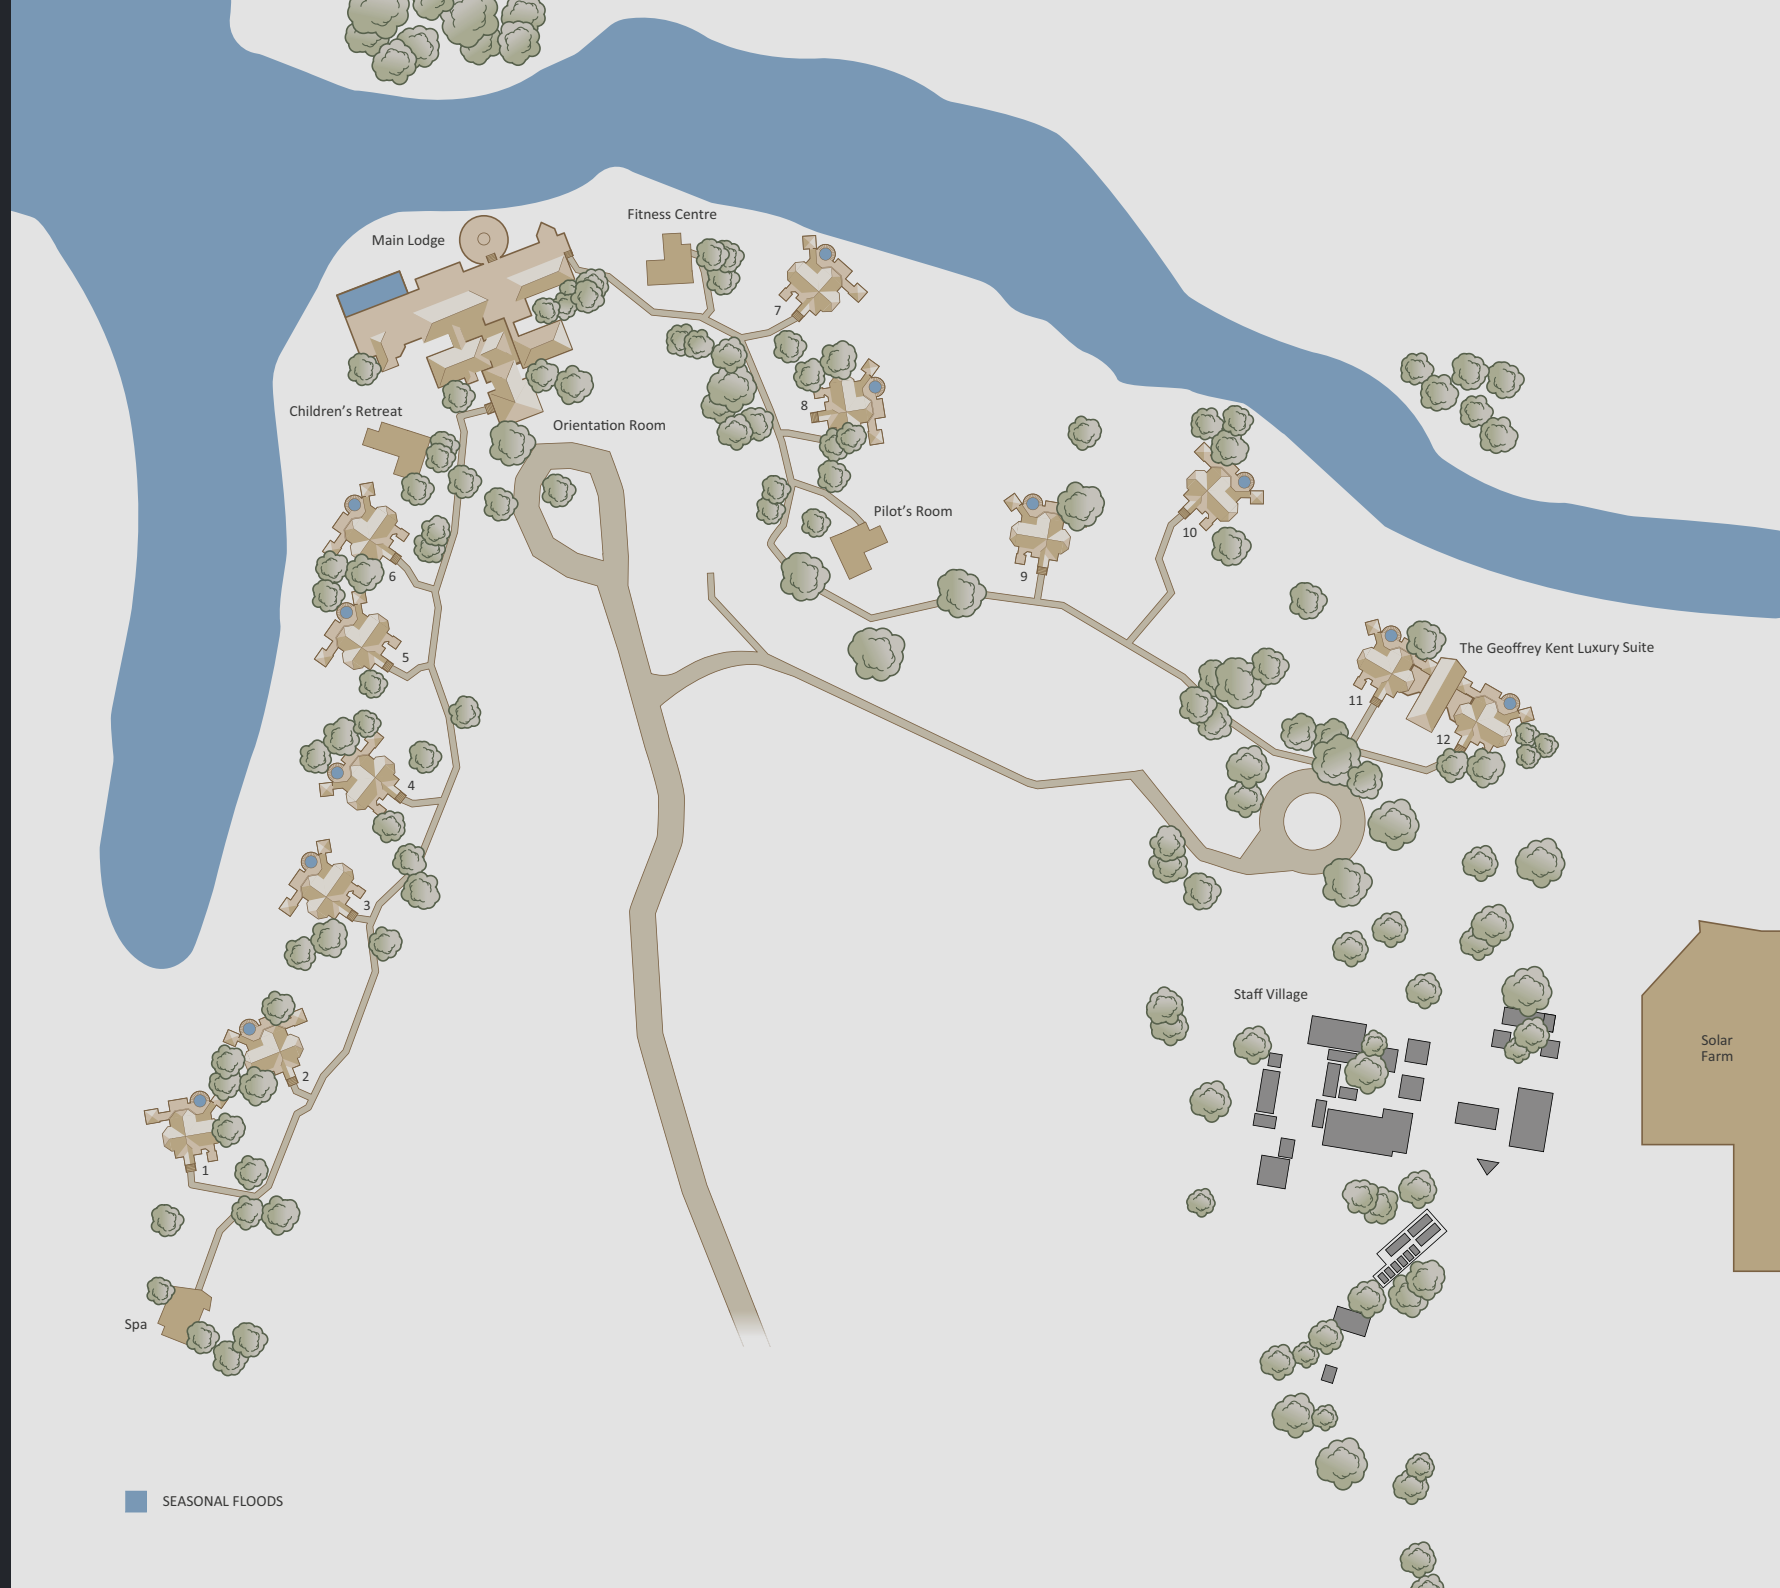 Fitness Centre
Main Lodge
7
8
Children's Retreat
Orientation Room
Pilot's Room
10
9
6
The Geoffrey Kent Luxury Suite
5
11
12
4
3
Staff Village
Solar
Farm
2
1
Spa
SEASONAL FLOODS